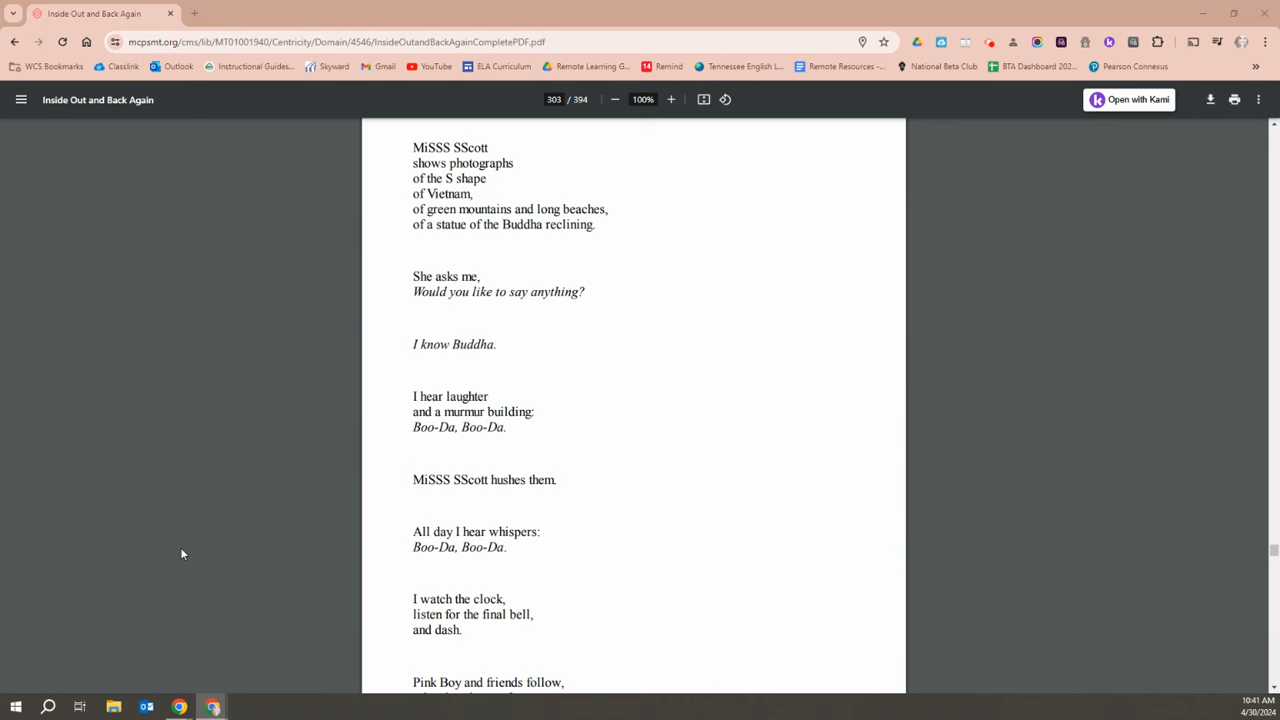 Inside Out and Back Again
mcpsmt.org/cms/lib/MT01001940/Centricity/Domain/4546/InsideOutandBackAgainCompletePDF.pdf
WCS Bookmarks
Classlink
Outlook
Instructional Guides...
Skyward
Gmail
YouTube
ELA Curriculum
Remote Learning G...
Remind
Tennessee English L...
Remote Resources -...
National Beta Club
BTA Dashboard 202...
Pearson Connexus
Inside Out and Back Again
303 / 394
100%
Open with Kami
MiSSS SScott
shows photographs
of the S shape
of Vietnam,
of green mountains and long beaches,
of a statue of the Buddha reclining.
She asks me,
Would you like to say anything?
I know Buddha.
I hear laughter
and a murmur building:
Boo-Da, Boo-Da.
MiSSS SScott hushes them.
All day I hear whispers:
Boo-Da, Boo-Da.
I watch the clock,
listen for the final bell,
and dash.
Pink Boy and friends follow,
10:41 AM
4/30/2024